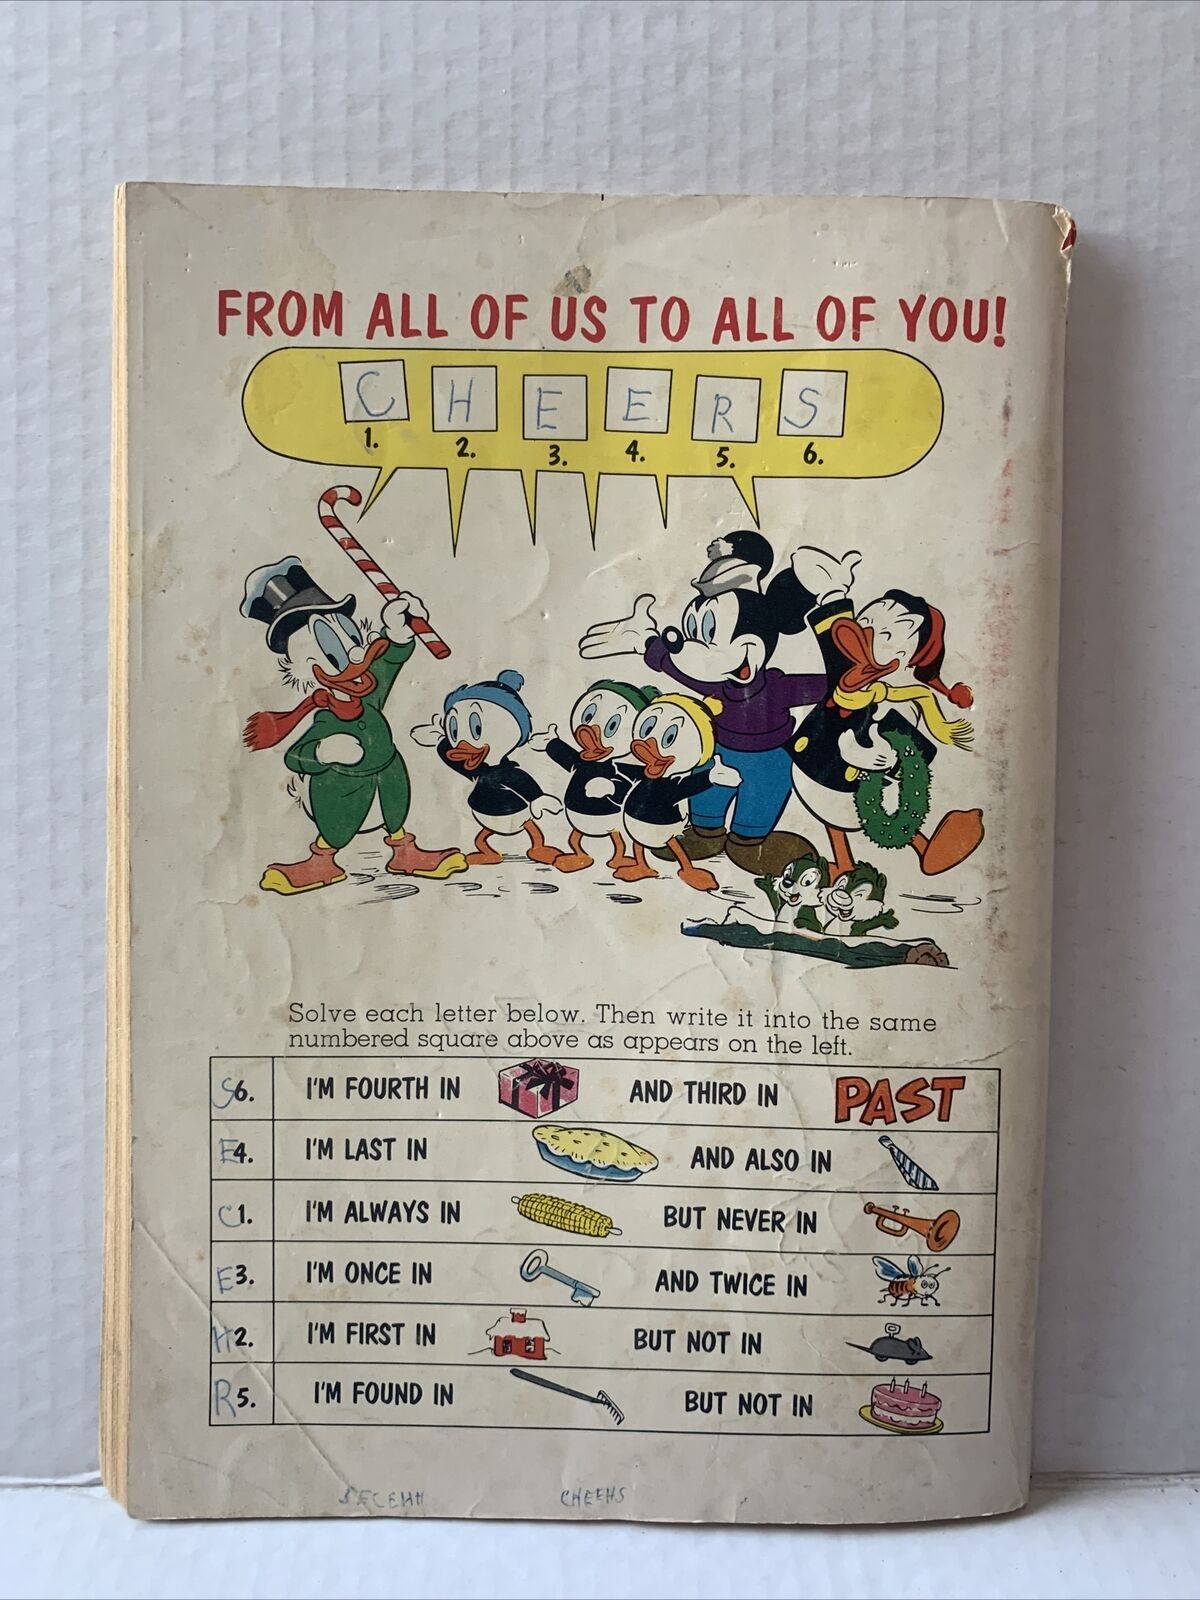 FROM ALL OF US TO ALL OF YOU!
C H E E R S
1. 2. 3. 4. 5. 6.
Solve each letter below. Then write it into the same
numbered square above as appears on the left.
S 6. I'M FOURTH IN AND THIRD IN PAST
E 4. I'M LAST IN AND ALSO IN
C 1. I'M ALWAYS IN BUT NEVER IN
E 3. I'M ONCE IN AND TWICE IN
H 2. I'M FIRST IN BUT NOT IN
R 5. I'M FOUND IN BUT NOT IN
SECEHH CHEEHS